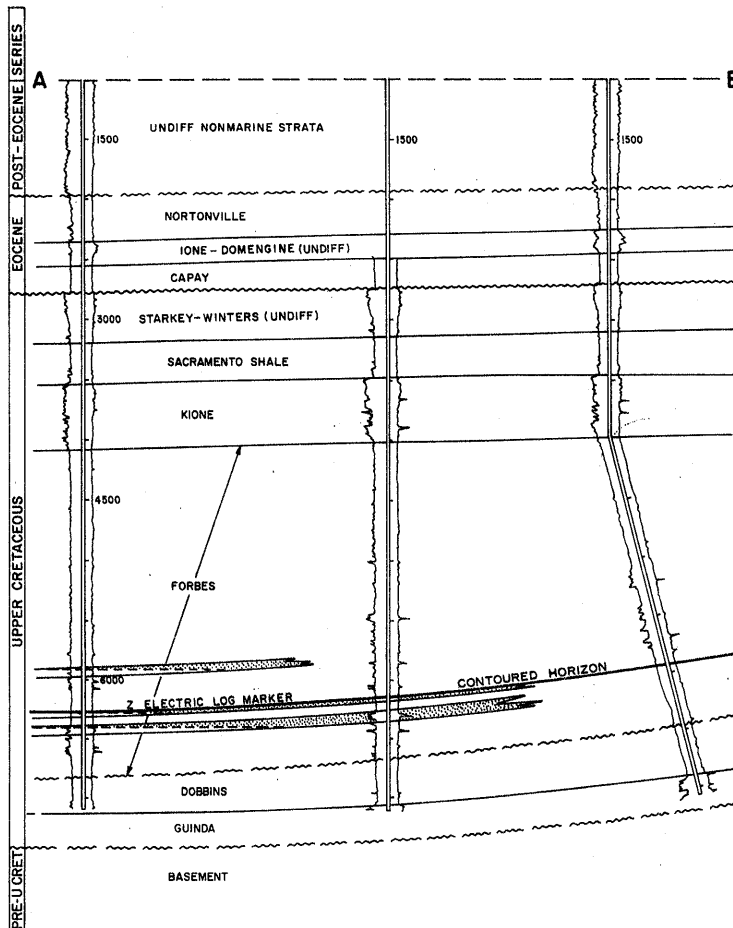 POST-EOCENE SERIES
EOCENE
UPPER CRETACEOUS
PRE-U CRET
A
B
1500
1500
1500
UNDIFF NONMARINE STRATA
NORTONVILLE
IONE-DOMENGINE (UNDIFF)
CAPAY
3000
STARKEY-WINTERS (UNDIFF)
SACRAMENTO SHALE
KIONE
4500
FORBES
6000
CONTOURED HORIZON
Z ELECTRIC LOG MARKER
DOBBINS
GUINDA
BASEMENT